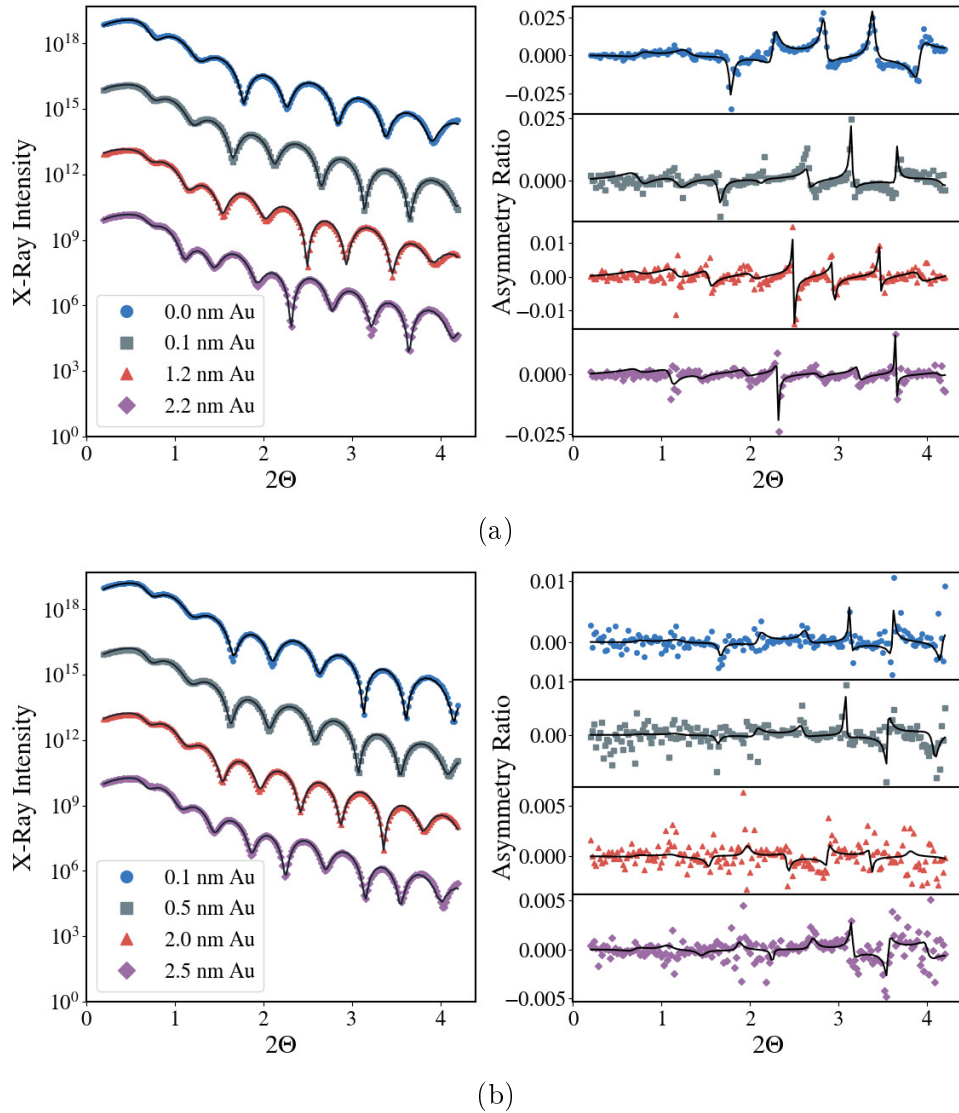 X-Ray Intensity
10^18
10^15
10^12
10^9
10^6
10^3
10^0
0.0 nm Au
0.1 nm Au
1.2 nm Au
2.2 nm Au
0 1 2 3 4
2Θ
Asymmetry Ratio
0.025
0.000
−0.025
0.025
0.000
0.01
0.00
−0.01
0.000
−0.025
0 1 2 3 4
2Θ
(a)
X-Ray Intensity
10^18
10^15
10^12
10^9
10^6
10^3
10^0
0.1 nm Au
0.5 nm Au
2.0 nm Au
2.5 nm Au
0 1 2 3 4
2Θ
Asymmetry Ratio
0.01
0.00
0.01
0.00
0.005
0.000
0.005
0.000
−0.005
0 1 2 3 4
2Θ
(b)